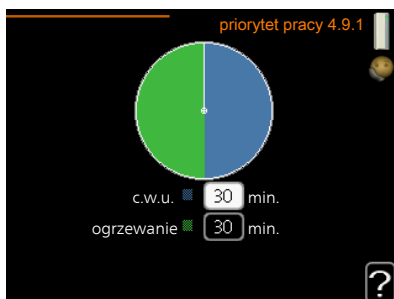 priorytet pracy 4.9.1
c.w.u. 30 min.
ogrzewanie 30 min.
?